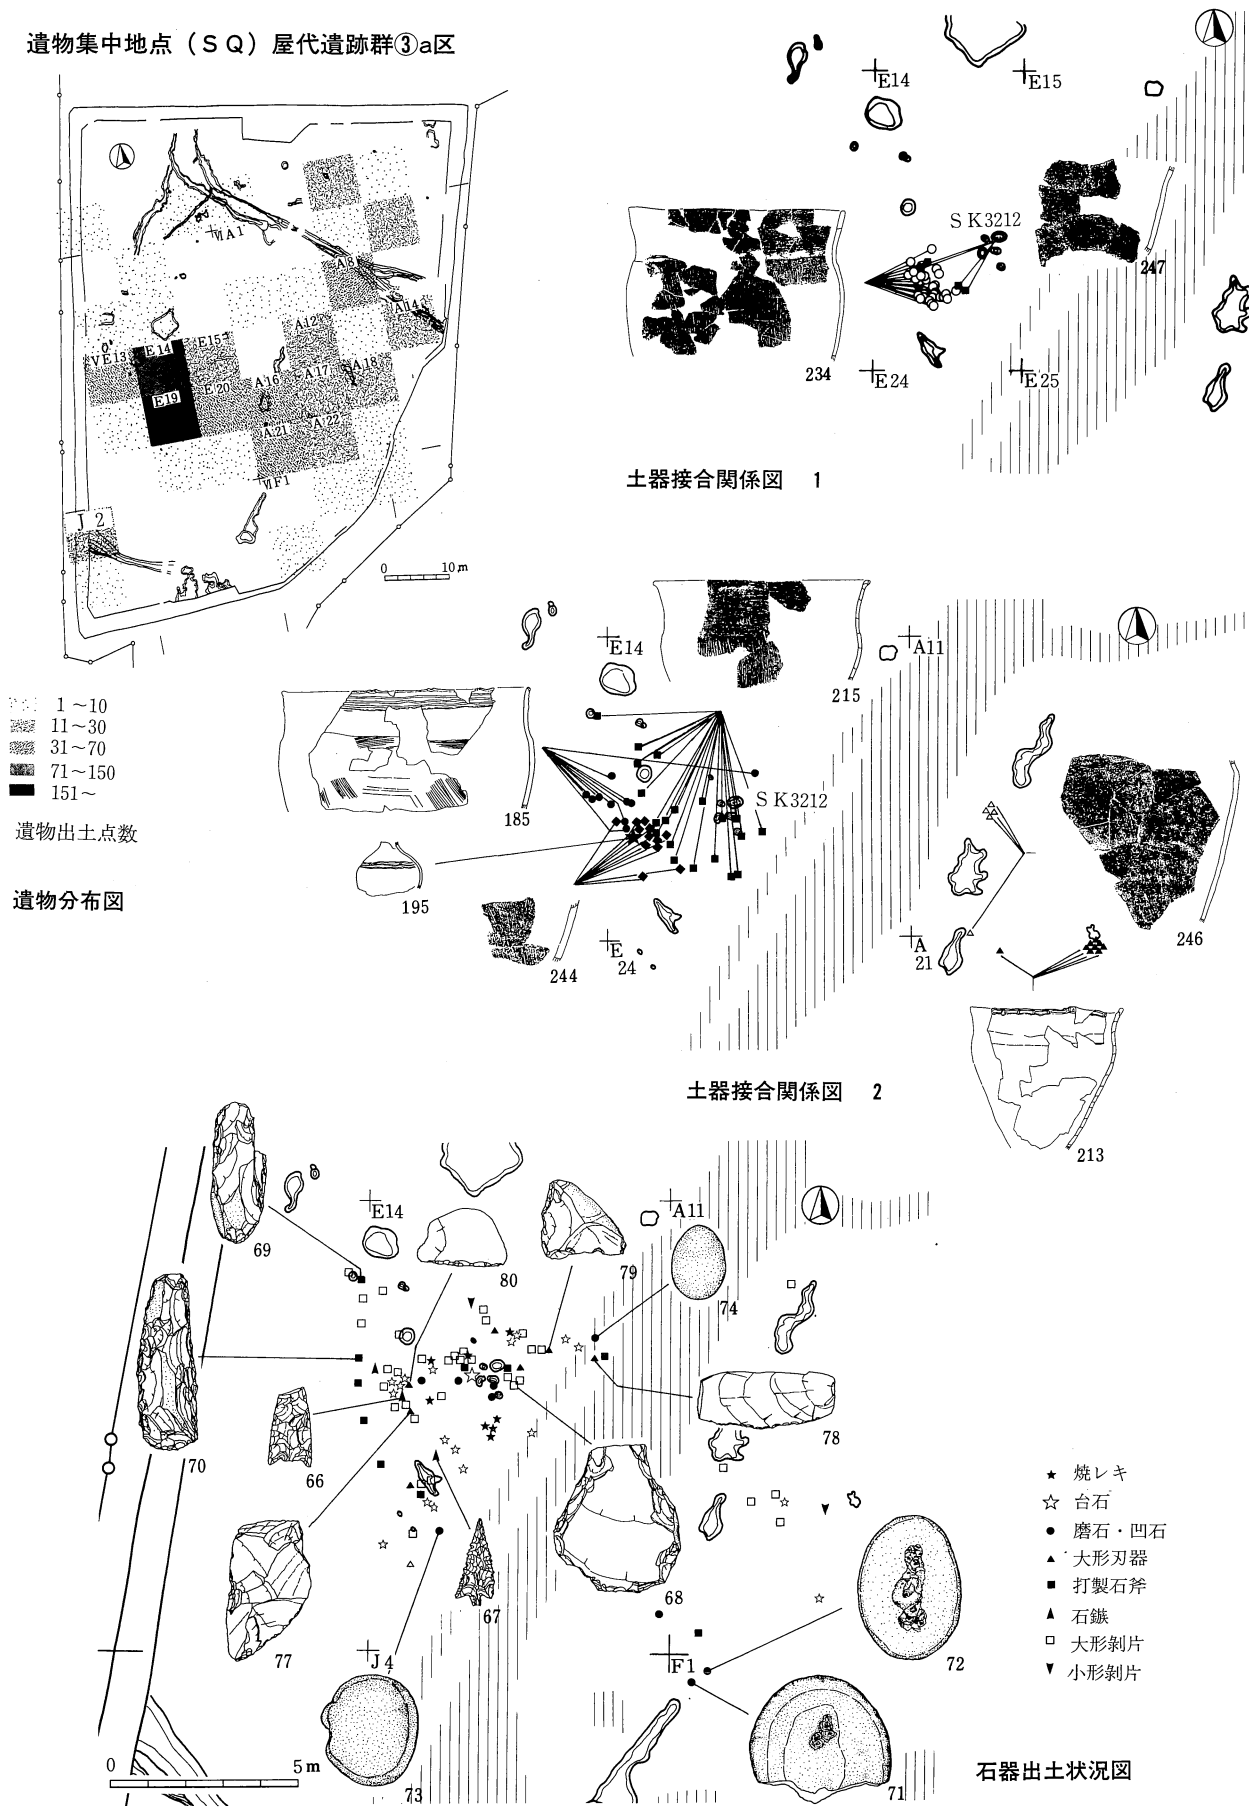 遺物集中地点(SQ)屋代遺跡群③a区
ⅥA1
A8
A14
A12
E15
E14
ⅤE13
E19
E20
A16
A17
A18
A21
A22
ⅥF1
J2
0 10m
1~10
11~30
31~70
71~150
151~
遺物出土点数
遺物分布図
E14
E15
SK3212
234
247
E24
E25
土器接合関係図 1
E14
A11
215
SK3212
185
195
244
E
24
A
21
246
213
土器接合関係図 2
69
E14
80
79
A11
74
70
66
78
77
67
68
72
J4
F1
73
71
0 5m
焼レキ
台石
磨石・凹石
大形刃器
打製石斧
石鏃
大形剝片
小形剝片
石器出土状況図